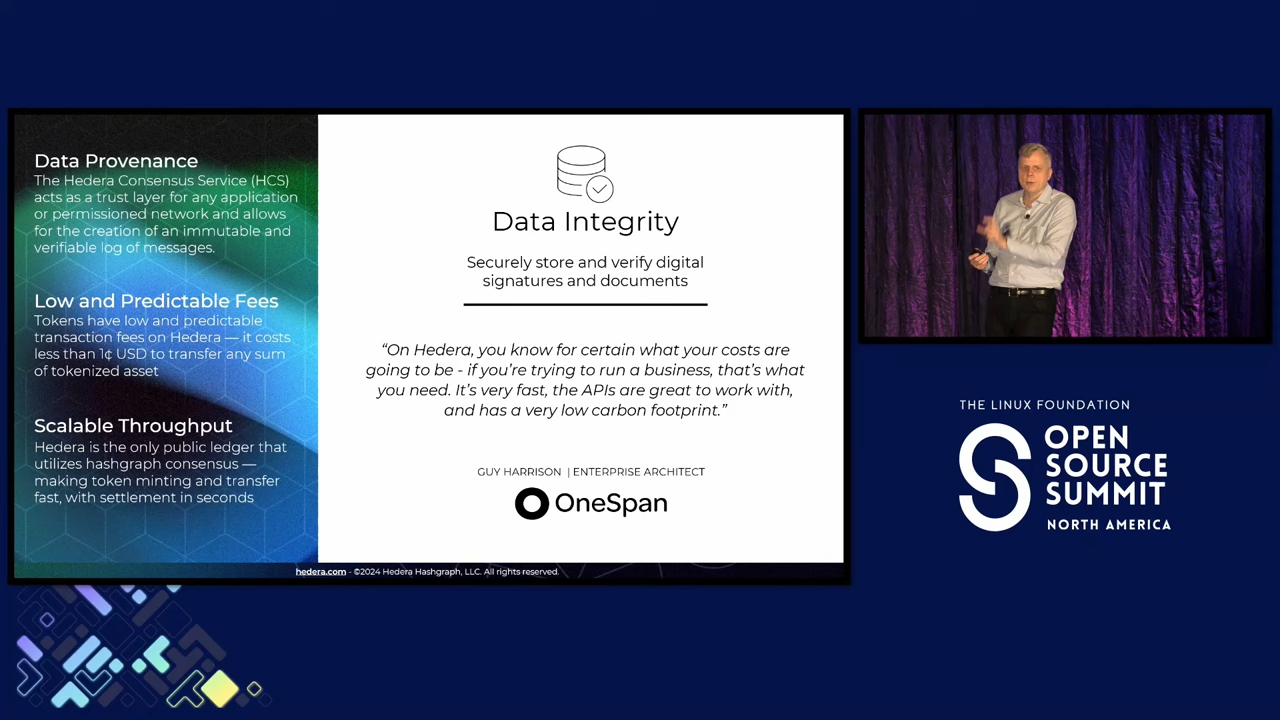 Data Provenance
The Hedera Consensus Service (HCS)
acts as a trust layer for any application
or permissioned network and allows
for the creation of an immutable and
verifiable log of messages.
Low and Predictable Fees
Tokens have low and predictable
transaction fees on Hedera — it costs
less than 1¢ USD to transfer any sum
of tokenized asset
Scalable Throughput
Hedera is the only public ledger that
utilizes hashgraph consensus —
making token minting and transfer
fast, with settlement in seconds
Data Integrity
Securely store and verify digital
signatures and documents
“On Hedera, you know for certain what your costs are
going to be - if you’re trying to run a business, that’s what
you need. It’s very fast, the APIs are great to work with,
and has a very low carbon footprint.”
GUY HARRISON | ENTERPRISE ARCHITECT
OneSpan
hedera.com - ©2024 Hedera Hashgraph, LLC. All rights reserved.
THE LINUX FOUNDATION
OPEN
SOURCE
SUMMIT
NORTH AMERICA